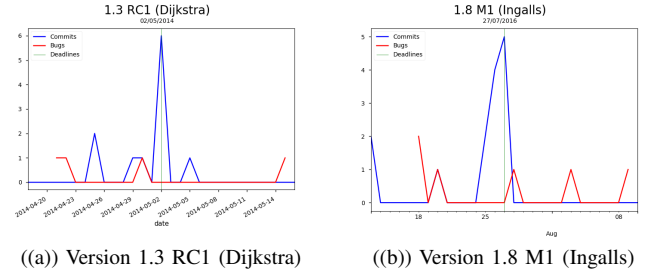 1.3 RC1 (Dijkstra)
02/05/2014
Commits
Bugs
Deadlines
6
5
4
3
2
1
0
2014-04-20
2014-04-23
2014-04-26
2014-04-29
2014-05-02
2014-05-05
2014-05-08
2014-05-11
2014-05-14
date
((a)) Version 1.3 RC1 (Dijkstra)
1.8 M1 (Ingalls)
27/07/2016
Commits
Bugs
Deadlines
5
4
3
2
1
0
18
25
08
Aug
((b)) Version 1.8 M1 (Ingalls)